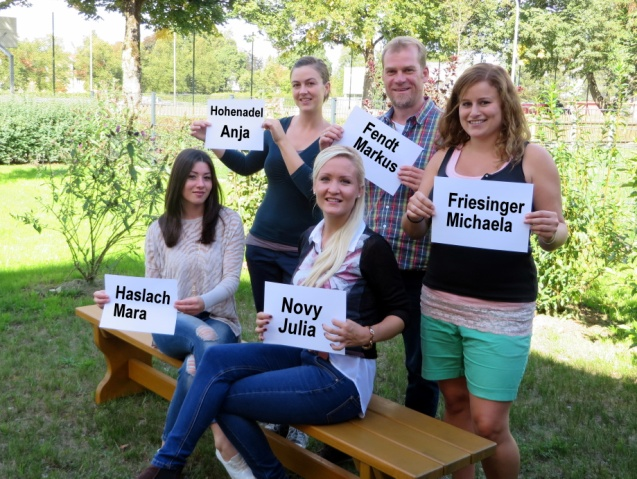 Hohenadel
Anja
Fendt
Markus
Friesinger
Michaela
Haslach
Mara
Novy
Julia